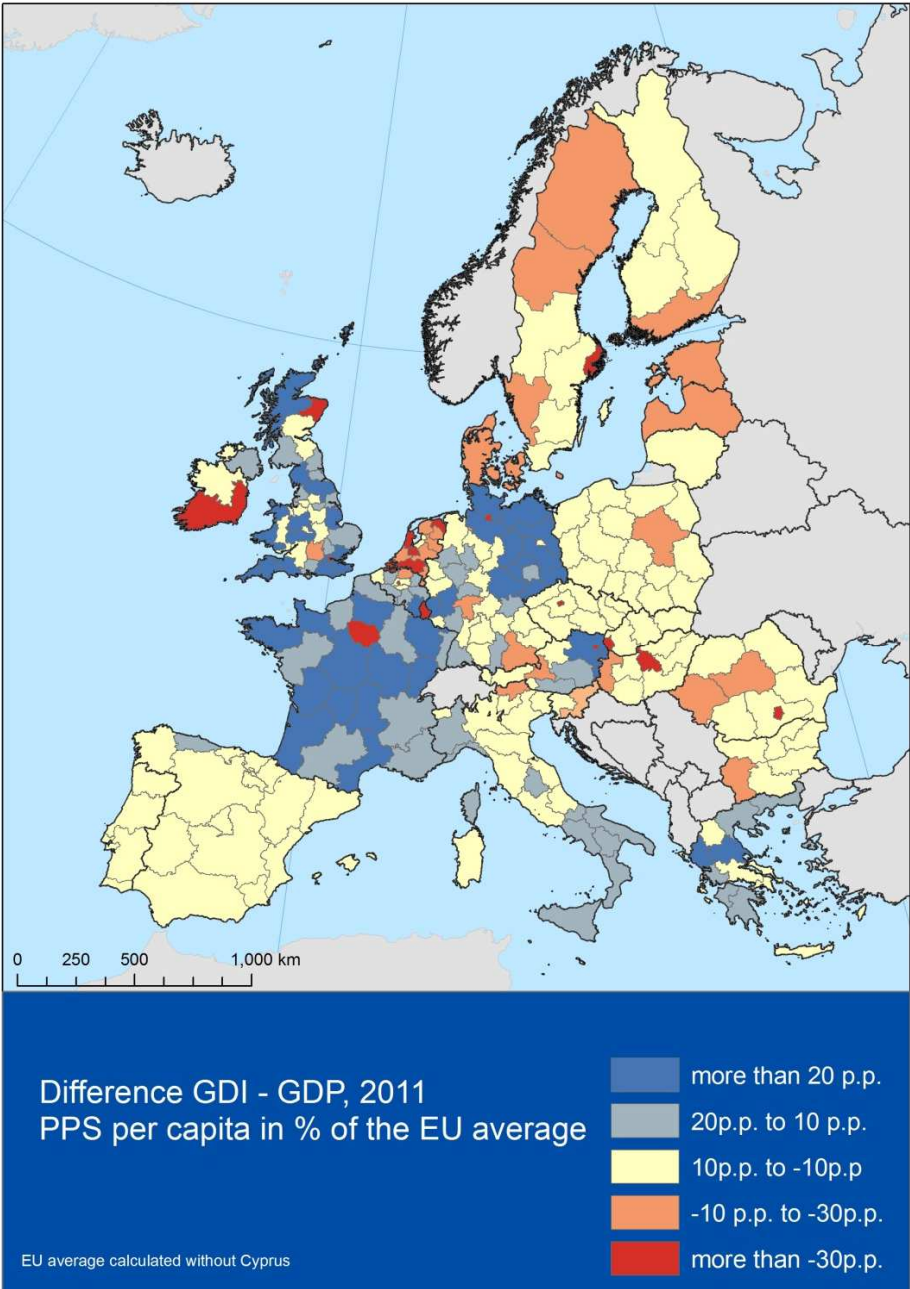 0 250 500 1,000 km
Difference GDI - GDP, 2011
PPS per capita in % of the EU average
EU average calculated without Cyprus
more than 20 p.p.
20p.p. to 10 p.p.
10p.p. to -10p.p
-10 p.p. to -30p.p.
more than -30p.p.